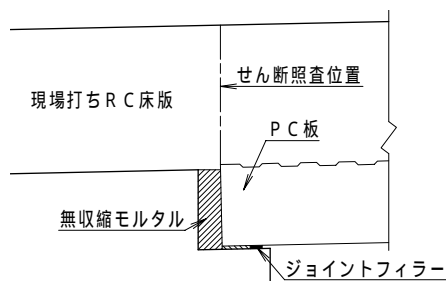 せん断照査位置
現場打ちRC床版
PC板
無収縮モルタル
ジョイントフィラー